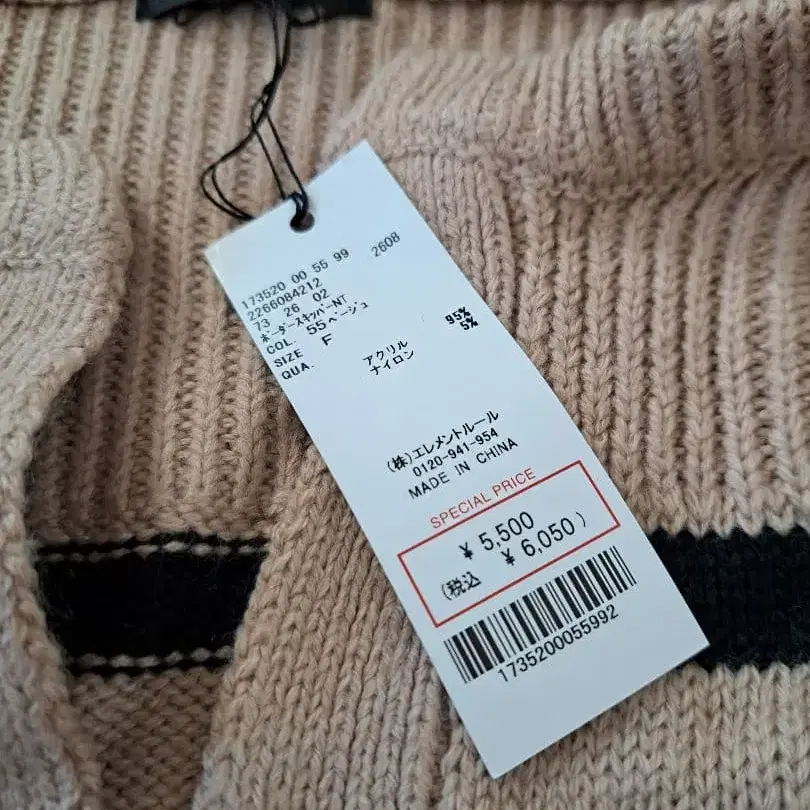 173520 00 55 99 2608
2266084212
73 26 02
ボーダースキッパーNT
COL. 55ベージュ
SIZE F
QUA. アクリル 95%
ナイロン 5%
(株)エレメントルール
0120-941-954
MADE IN CHINA
SPECIAL PRICE
¥ 5,500
(税込 ¥ 6,050)
1735200055992